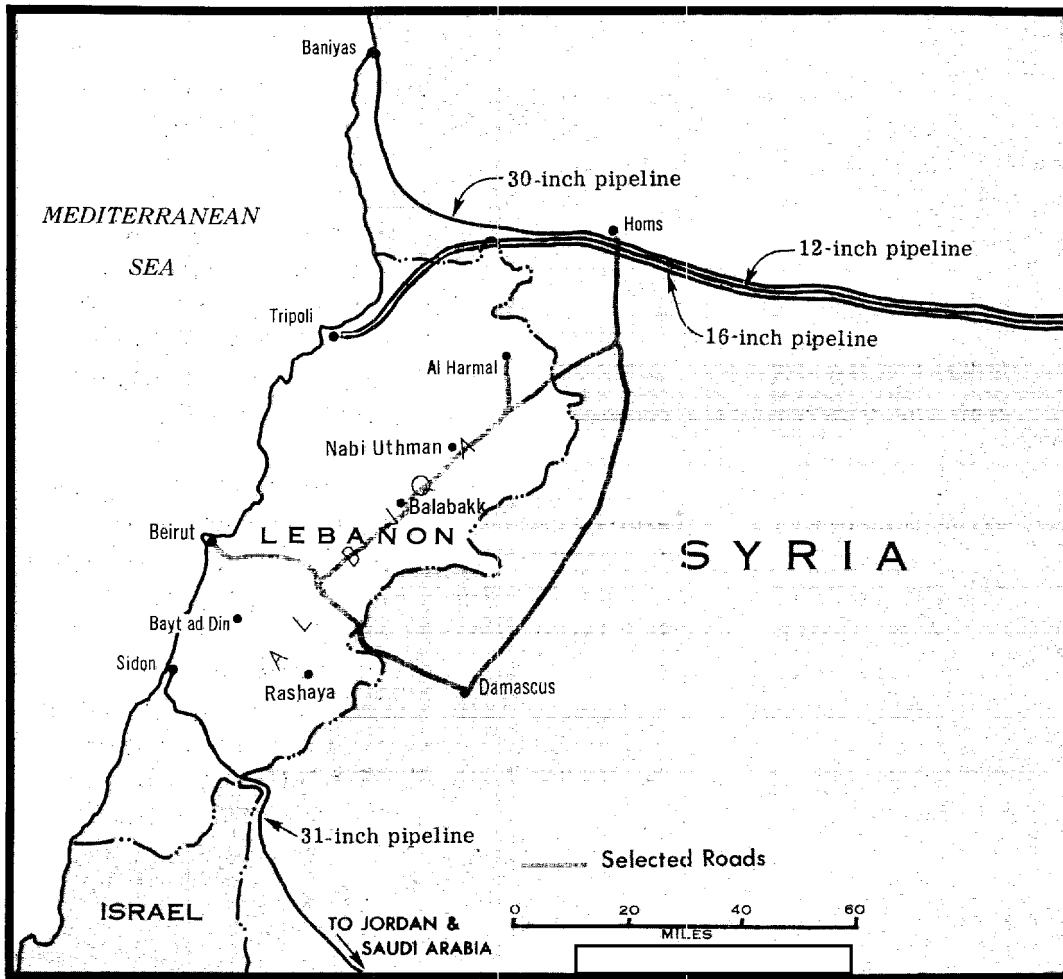 Baniyas
30-inch pipeline
MEDITERRANEAN
SEA
Homs
12-inch pipeline
Tripoli
16-inch pipeline
Al Harmal
Nabi Uthman
Balabakk
Beirut
LEBANON
SYRIA
AL BIQA
Bayt ad Din
Sidon
Rashaya
Damascus
31-inch pipeline
Selected Roads
ISRAEL
TO JORDAN &
SAUDI ARABIA
0 20 40 60
MILES